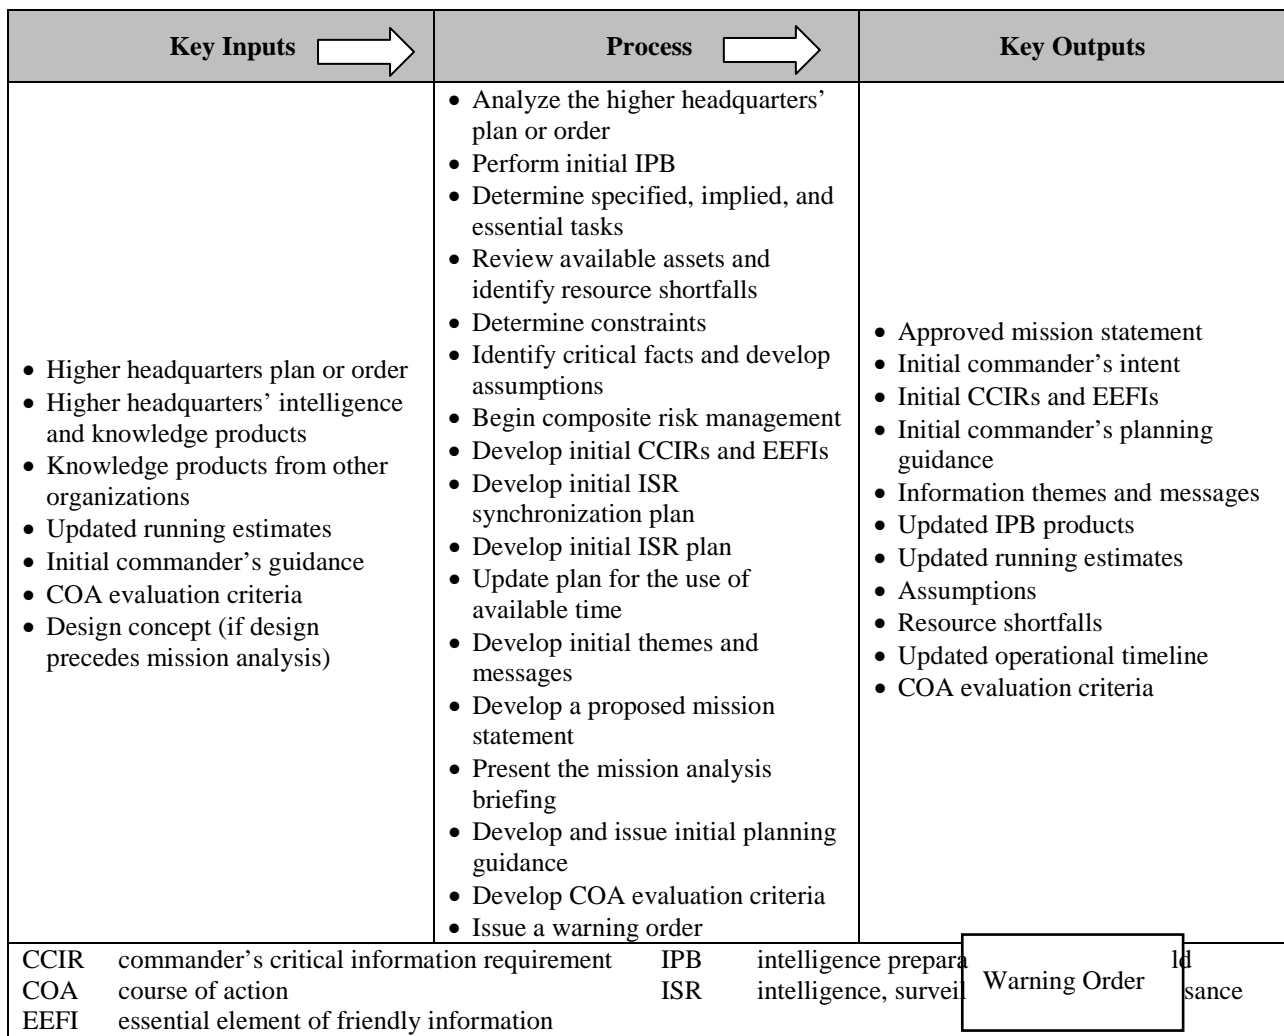 Key Inputs
Process
Key Outputs
• Higher headquarters plan or order
• Higher headquarters’ intelligence
and knowledge products
• Knowledge products from other
organizations
• Updated running estimates
• Initial commander’s guidance
• COA evaluation criteria
• Design concept (if design
precedes mission analysis)
• Analyze the higher headquarters’
plan or order
• Perform initial IPB
• Determine specified, implied, and
essential tasks
• Review available assets and
identify resource shortfalls
• Determine constraints
• Identify critical facts and develop
assumptions
• Begin composite risk management
• Develop initial CCIRs and EEFIs
• Develop initial ISR
synchronization plan
• Develop initial ISR plan
• Update plan for the use of
available time
• Develop initial themes and
messages
• Develop a proposed mission
statement
• Present the mission analysis
briefing
• Develop and issue initial planning
guidance
• Develop COA evaluation criteria
• Issue a warning order
• Approved mission statement
• Initial commander’s intent
• Initial CCIRs and EEFIs
• Initial commander’s planning
guidance
• Information themes and messages
• Updated IPB products
• Updated running estimates
• Assumptions
• Resource shortfalls
• Updated operational timeline
• COA evaluation criteria
CCIR commander’s critical information requirement IPB intelligence
COA course of action ISR intelligence,
EEFI essential element of friendly information
Warning Order